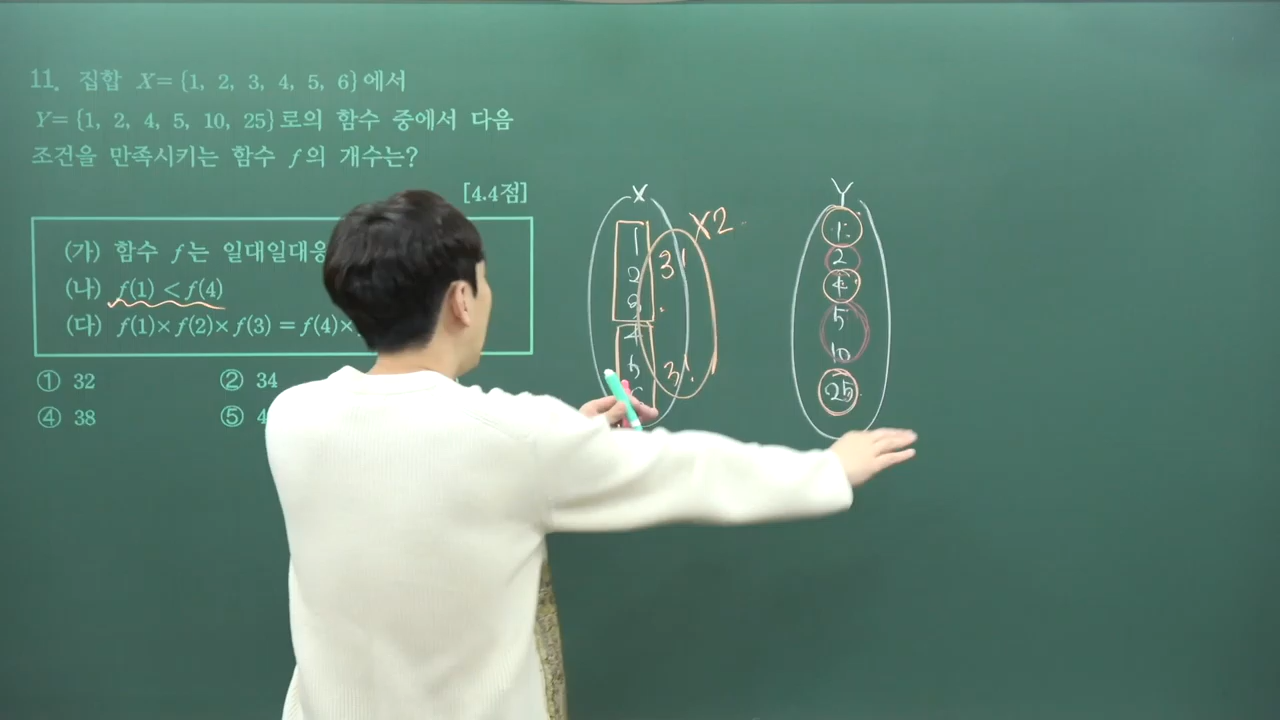 11. 집합 X={1, 2, 3, 4, 5, 6}에서
Y={1, 2, 4, 5, 10, 25}로의 함수 중에서 다음
조건을 만족시키는 함수 f의 개수는?
[4.4점]
(가) 함수 f는 일대일대응
(나) f(1)<f(4)
(다) f(1)×f(2)×f(3)=f(4)×
① 32
② 34
④ 38
⑤ 4
X
1
2
3
4
5
3!
3!
X2
Y
1
2
4
5
10
25